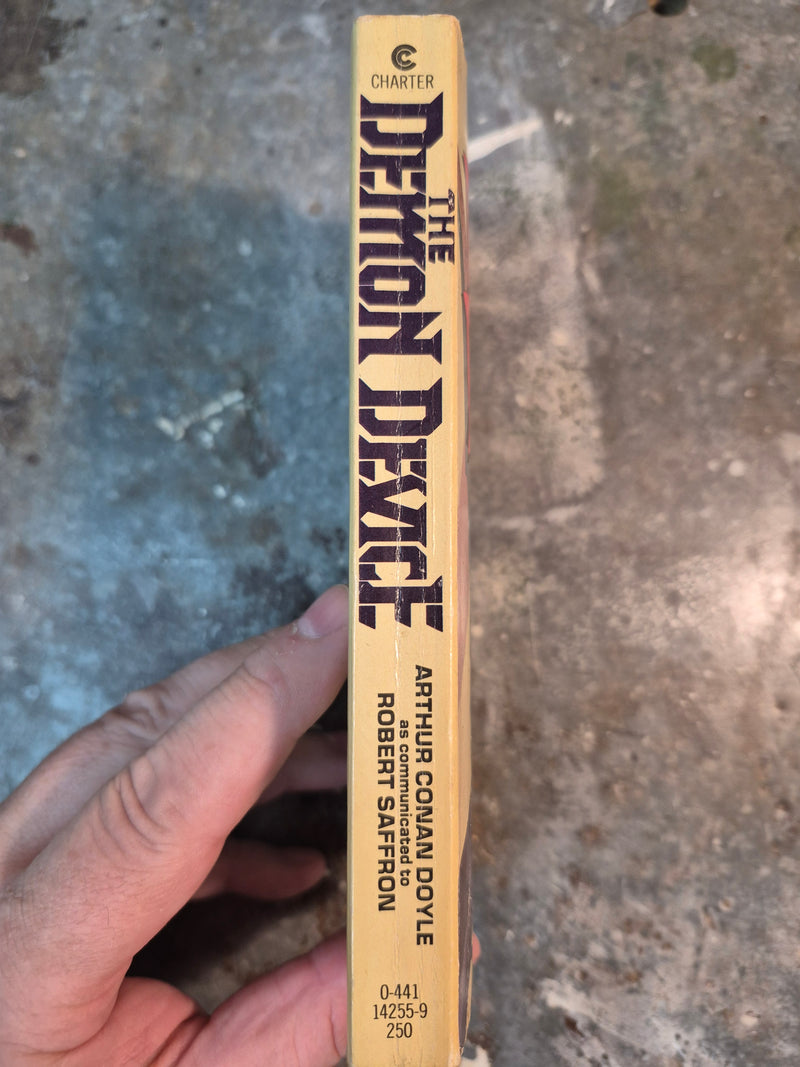 CHARTER
THE
DEMON DEVICE
ARTHUR CONAN DOYLE
as communicated to
ROBERT SAFFRON
0-441
14255-9
250